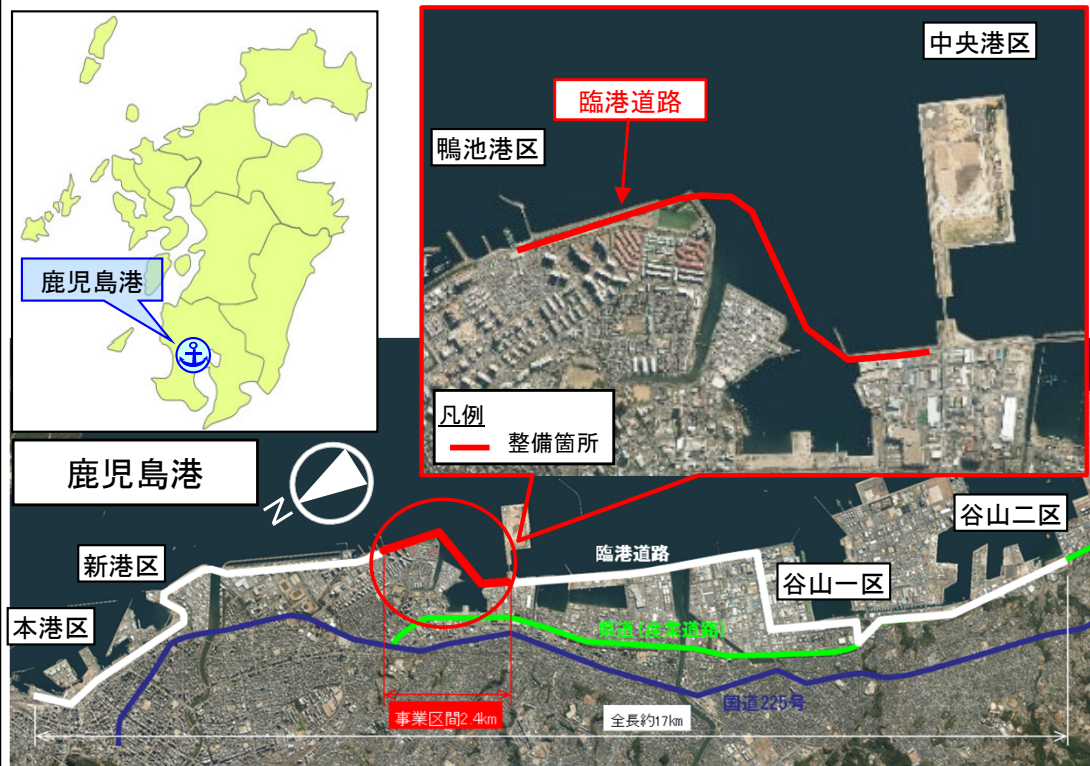 鹿児島港
中央港区
臨港道路
鴨池港区
凡例
整備箇所
鹿児島港
N
新港区
本港区
臨港道路
谷山一区
谷山二区
県道(産業道路)
国道225号
事業区間2.4km
全長約17km